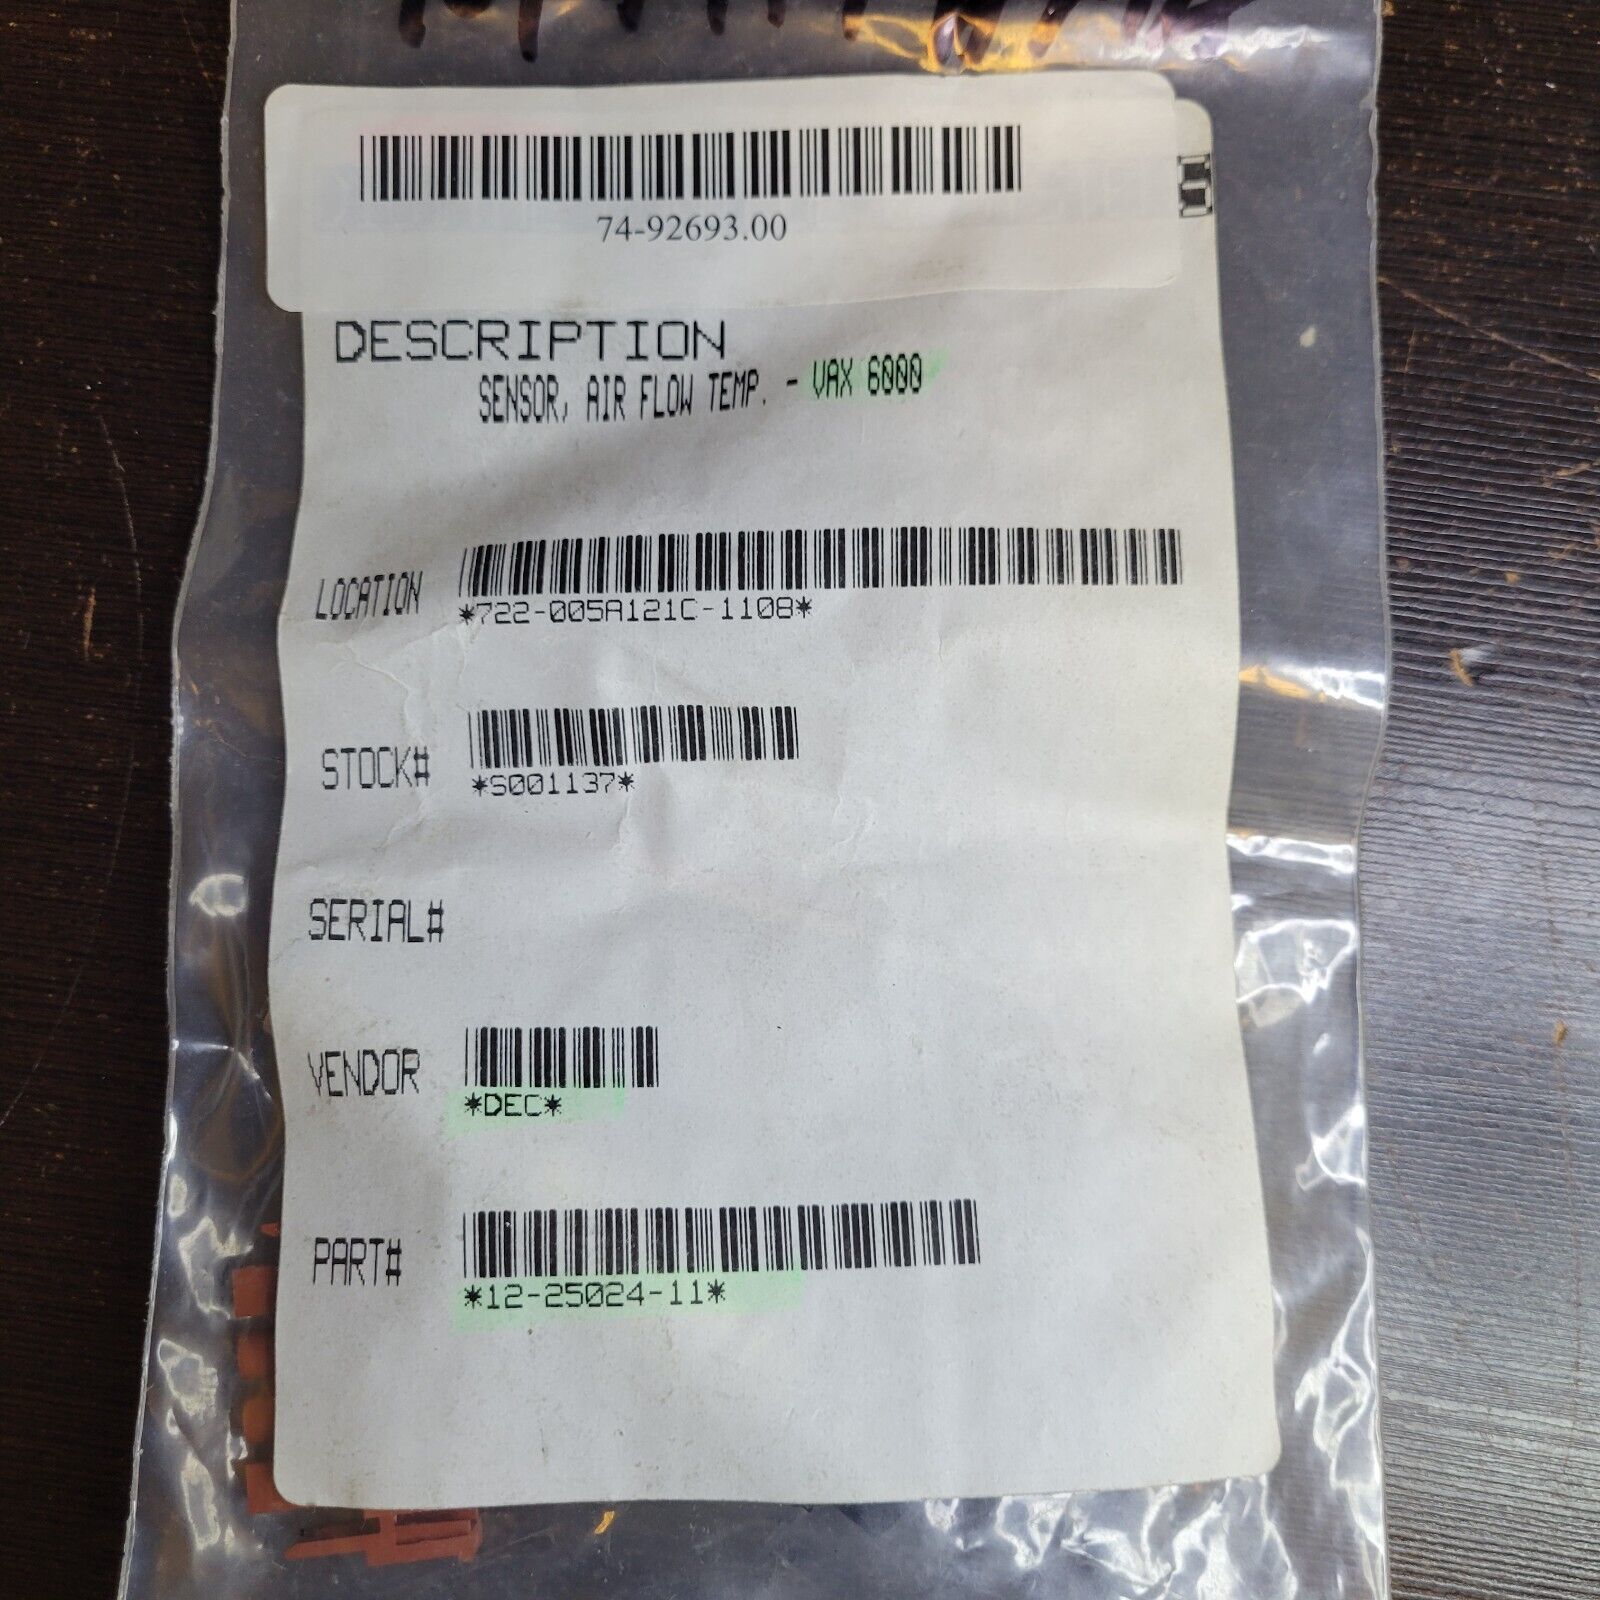 74-92693.00
DESCRIPTION
SENSOR, AIR FLOW TEMP. - VAX 6000
LOCATION
*722-005A121C-1108*
STOCK#
*S001137*
SERIAL#
VENDOR
*DEC*
PART#
*12-25024-11*